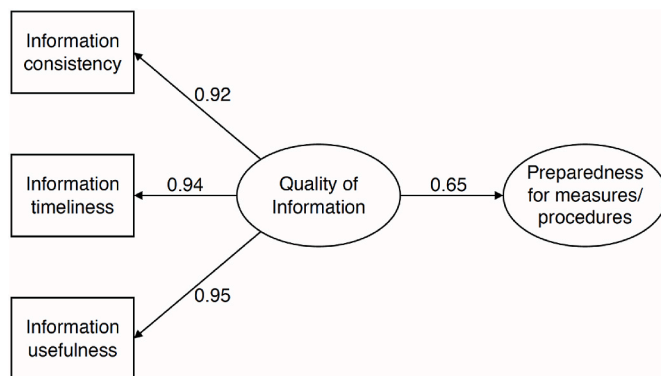 Information
consistency
0.92
Information
timeliness
0.94
Quality of
Information
0.65
Preparedness
for measures/
procedures
0.95
Information
usefulness